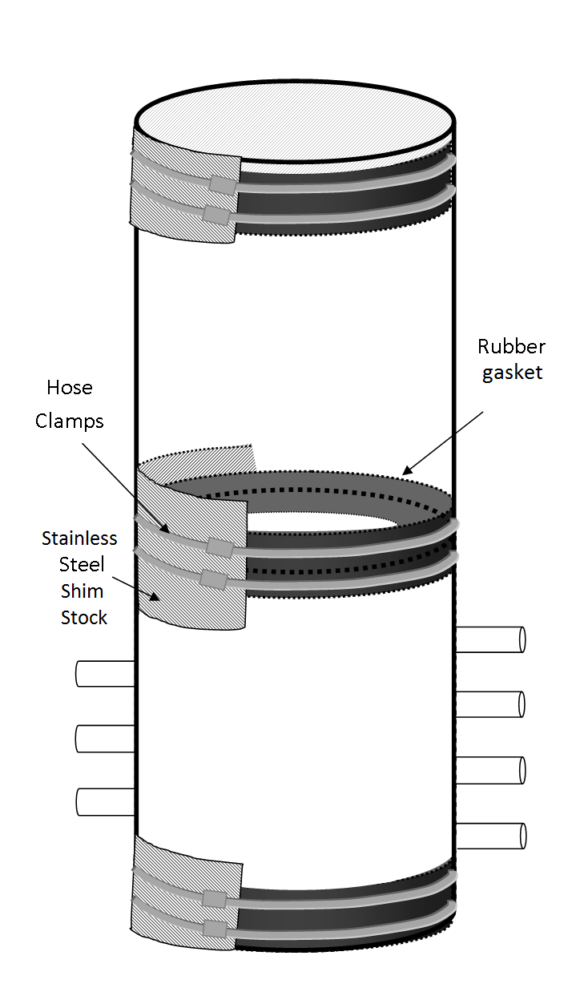 Rubber
gasket
Hose
Clamps
Stainless
Steel
Shim
Stock